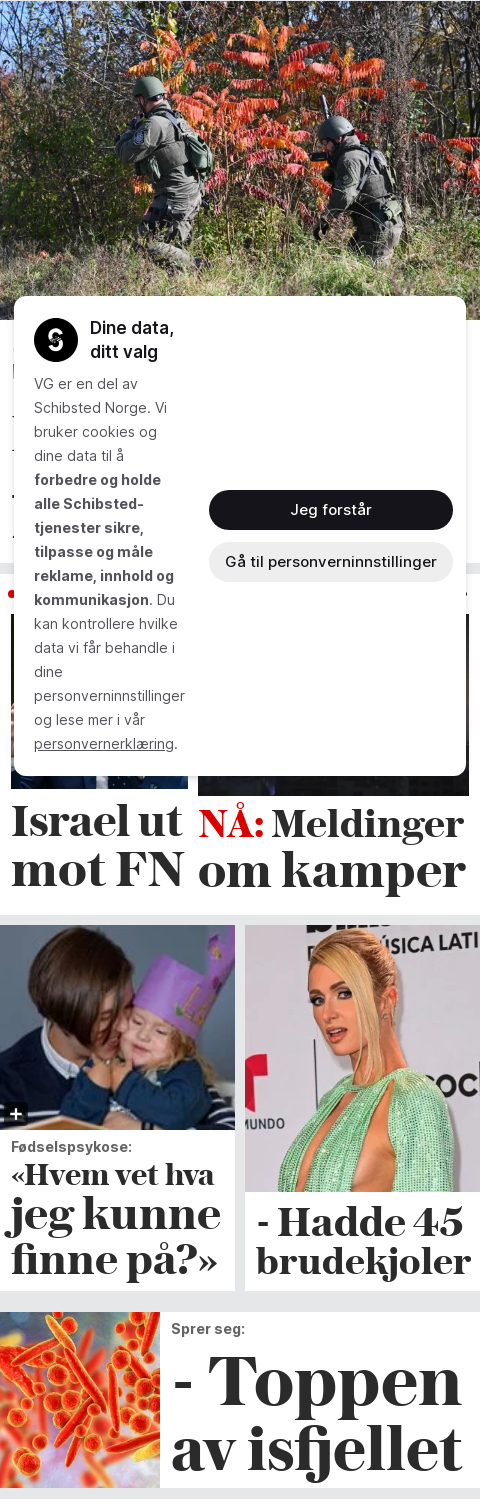 Dine data,
ditt valg
VG er en del av
Schibsted Norge. Vi
bruker cookies og
dine data til å
forbedre og holde
alle Schibsted-
tjenester sikre,
tilpasse og måle
reklame, innhold og
kommunikasjon. Du
kan kontrollere hvilke
data vi får behandle i
dine
personverninnstillinger
og lese mer i vår
personvernerklæring.
Jeg forstår
Gå til personverninnstillinger
Israel ut
mot FN
NÅ: Meldinger
om kamper
MÚSICA LATI
MUNDO
Fødselspsykose:
«Hvem vet hva
jeg kunne
finne på?»
- Hadde 45
brudekjoler
Sprer seg:
- Toppen
av isfjellet